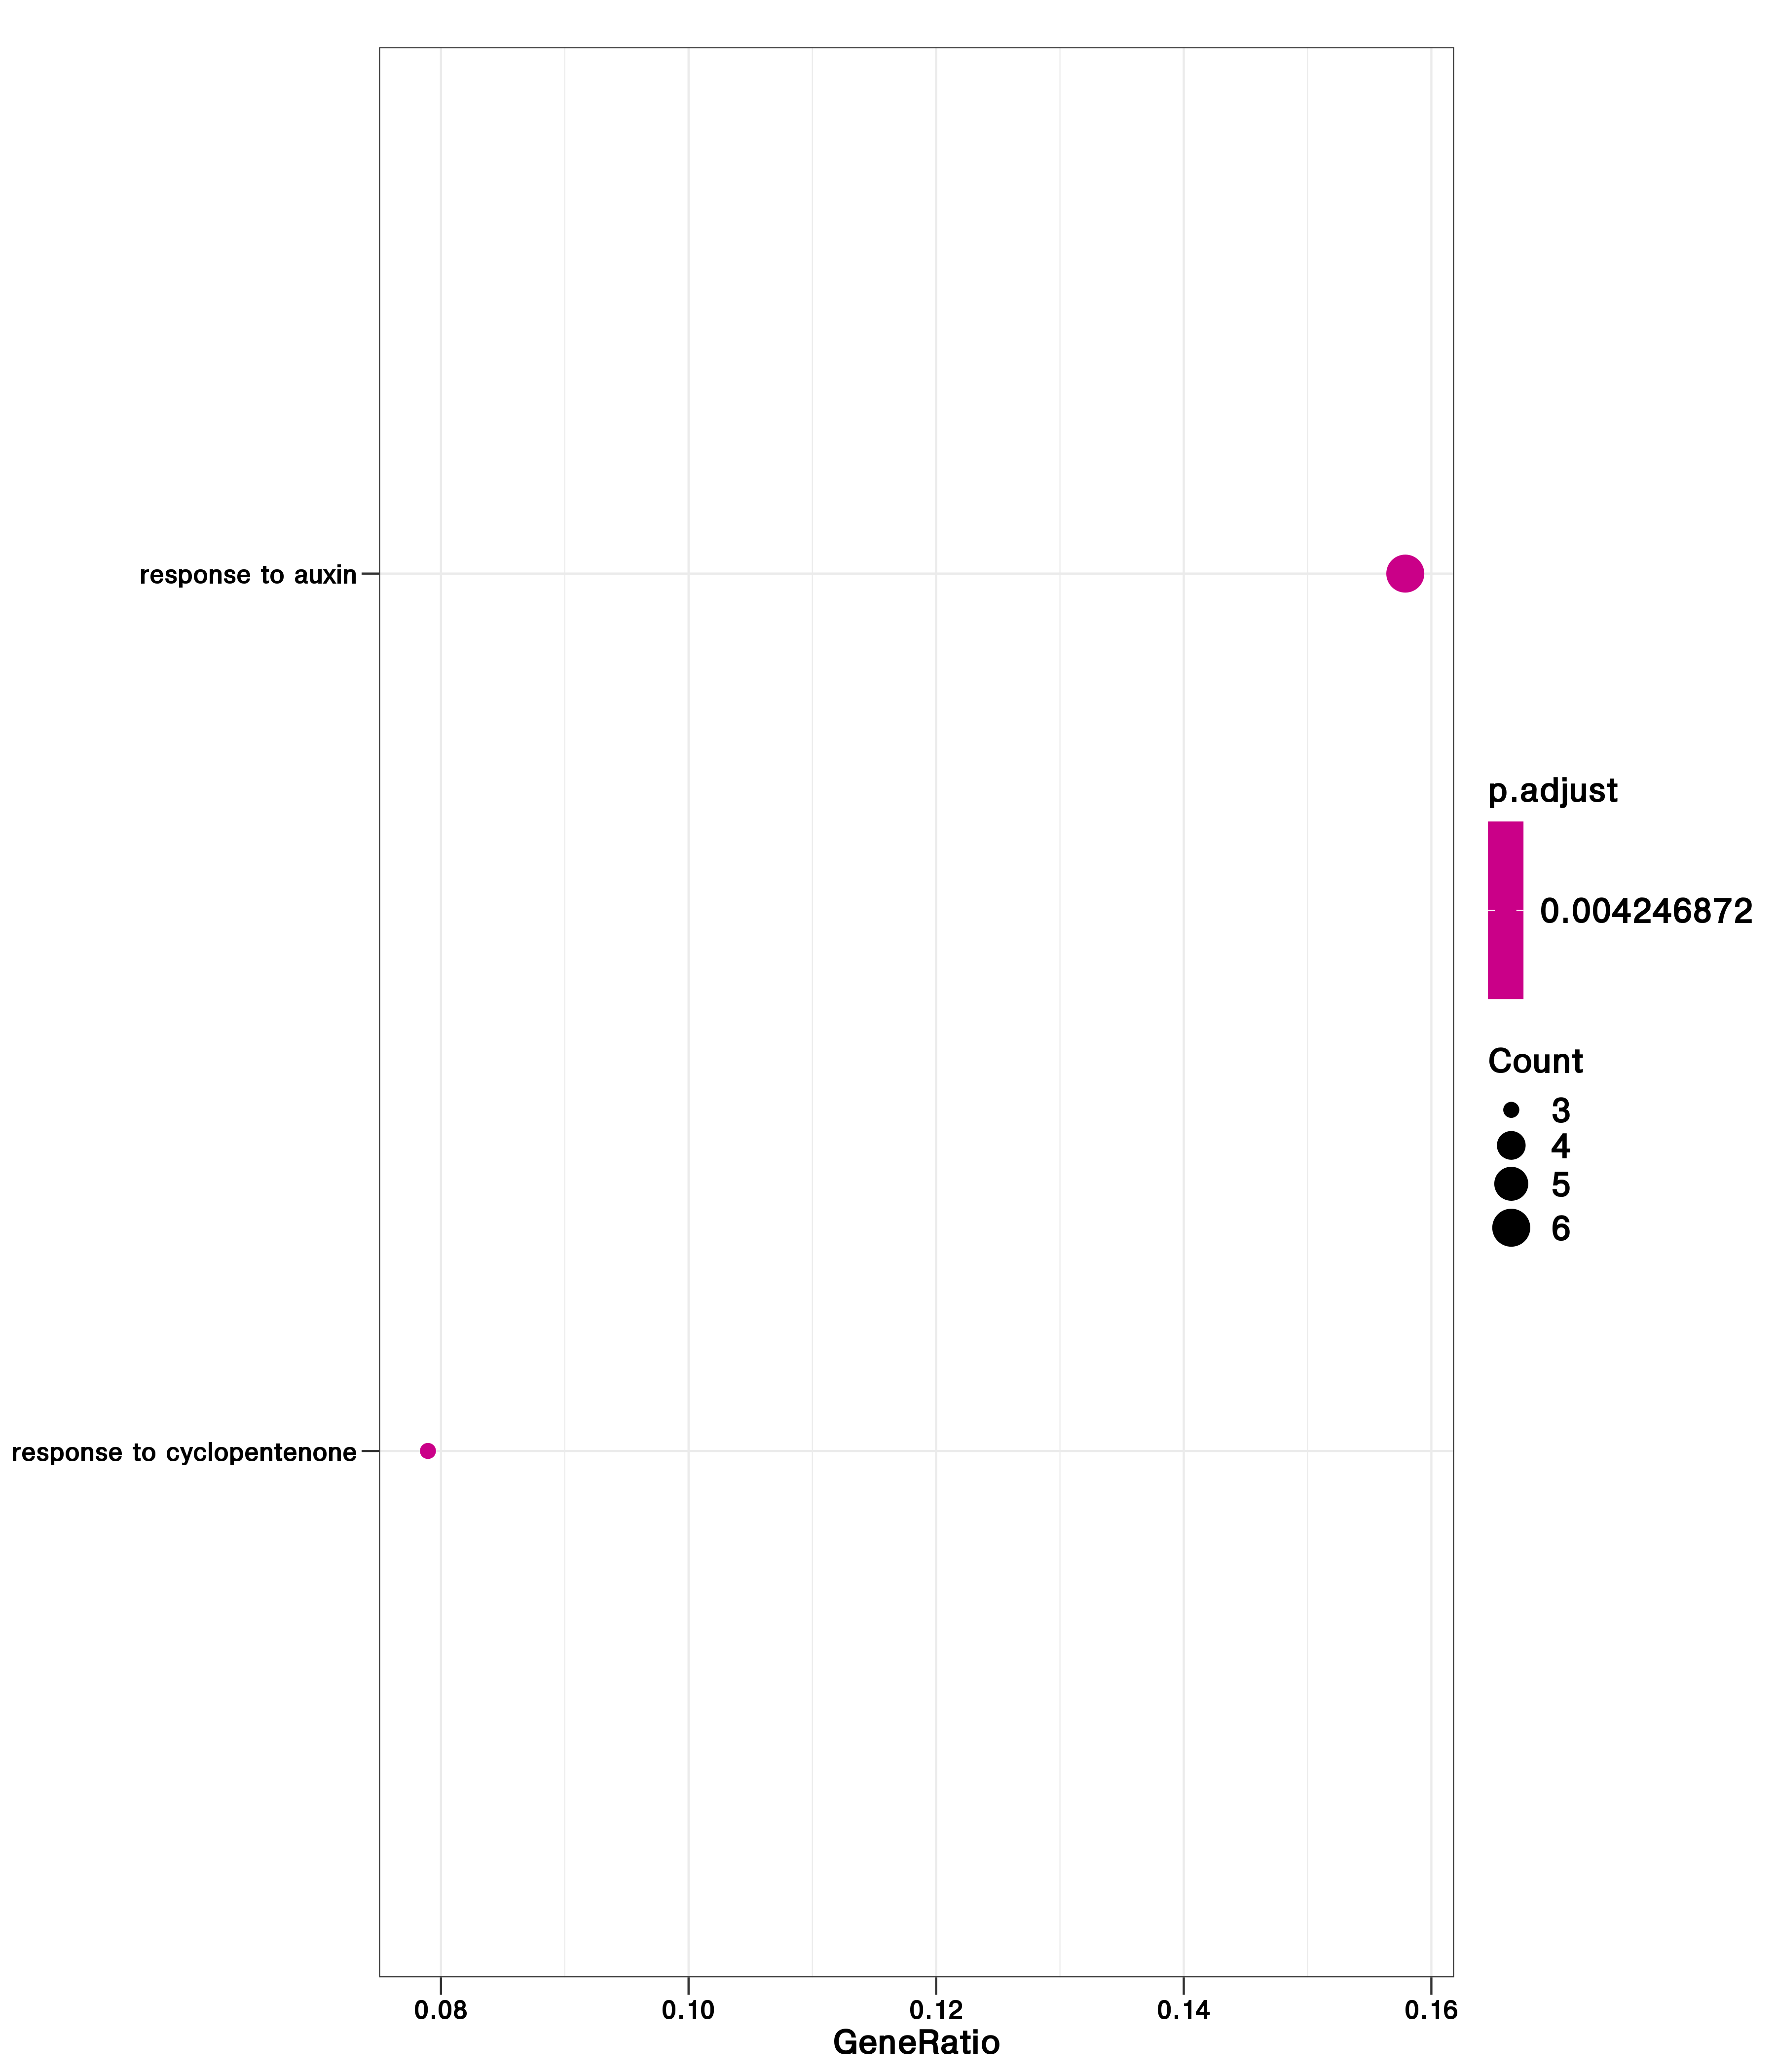 response to auxin
response to cyclopentenone
0.08 0.10 0.12 0.14 0.16
GeneRatio
p.adjust
0.004246872
Count
3
4
5
6